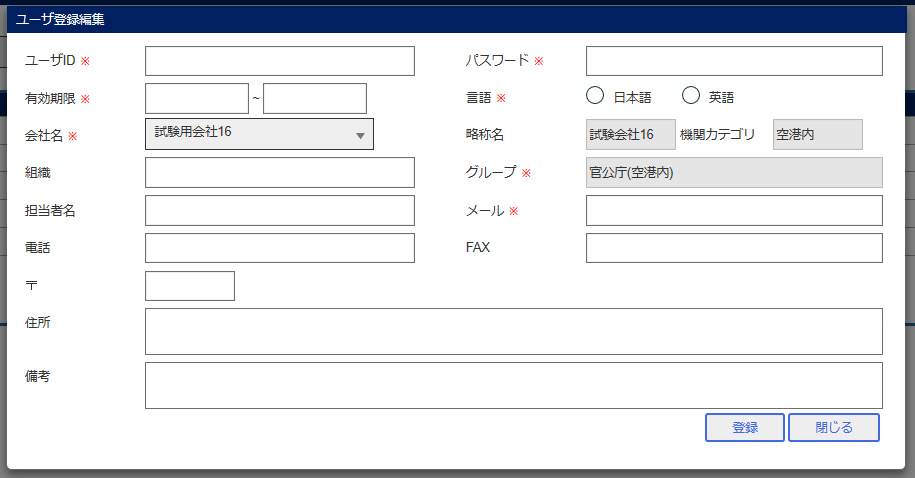 ユーザ登録編集
ユーザID ※ パスワード ※
有効期限 ※ ~ 言語 ※ 日本語 英語
会社名 ※ 試験用会社16 略称名 試験会社16 機関カテゴリ 空港内
組織 グループ ※ 官公庁(空港内)
担当者名 メール ※
電話 FAX
〒
住所
備考
登録 閉じる